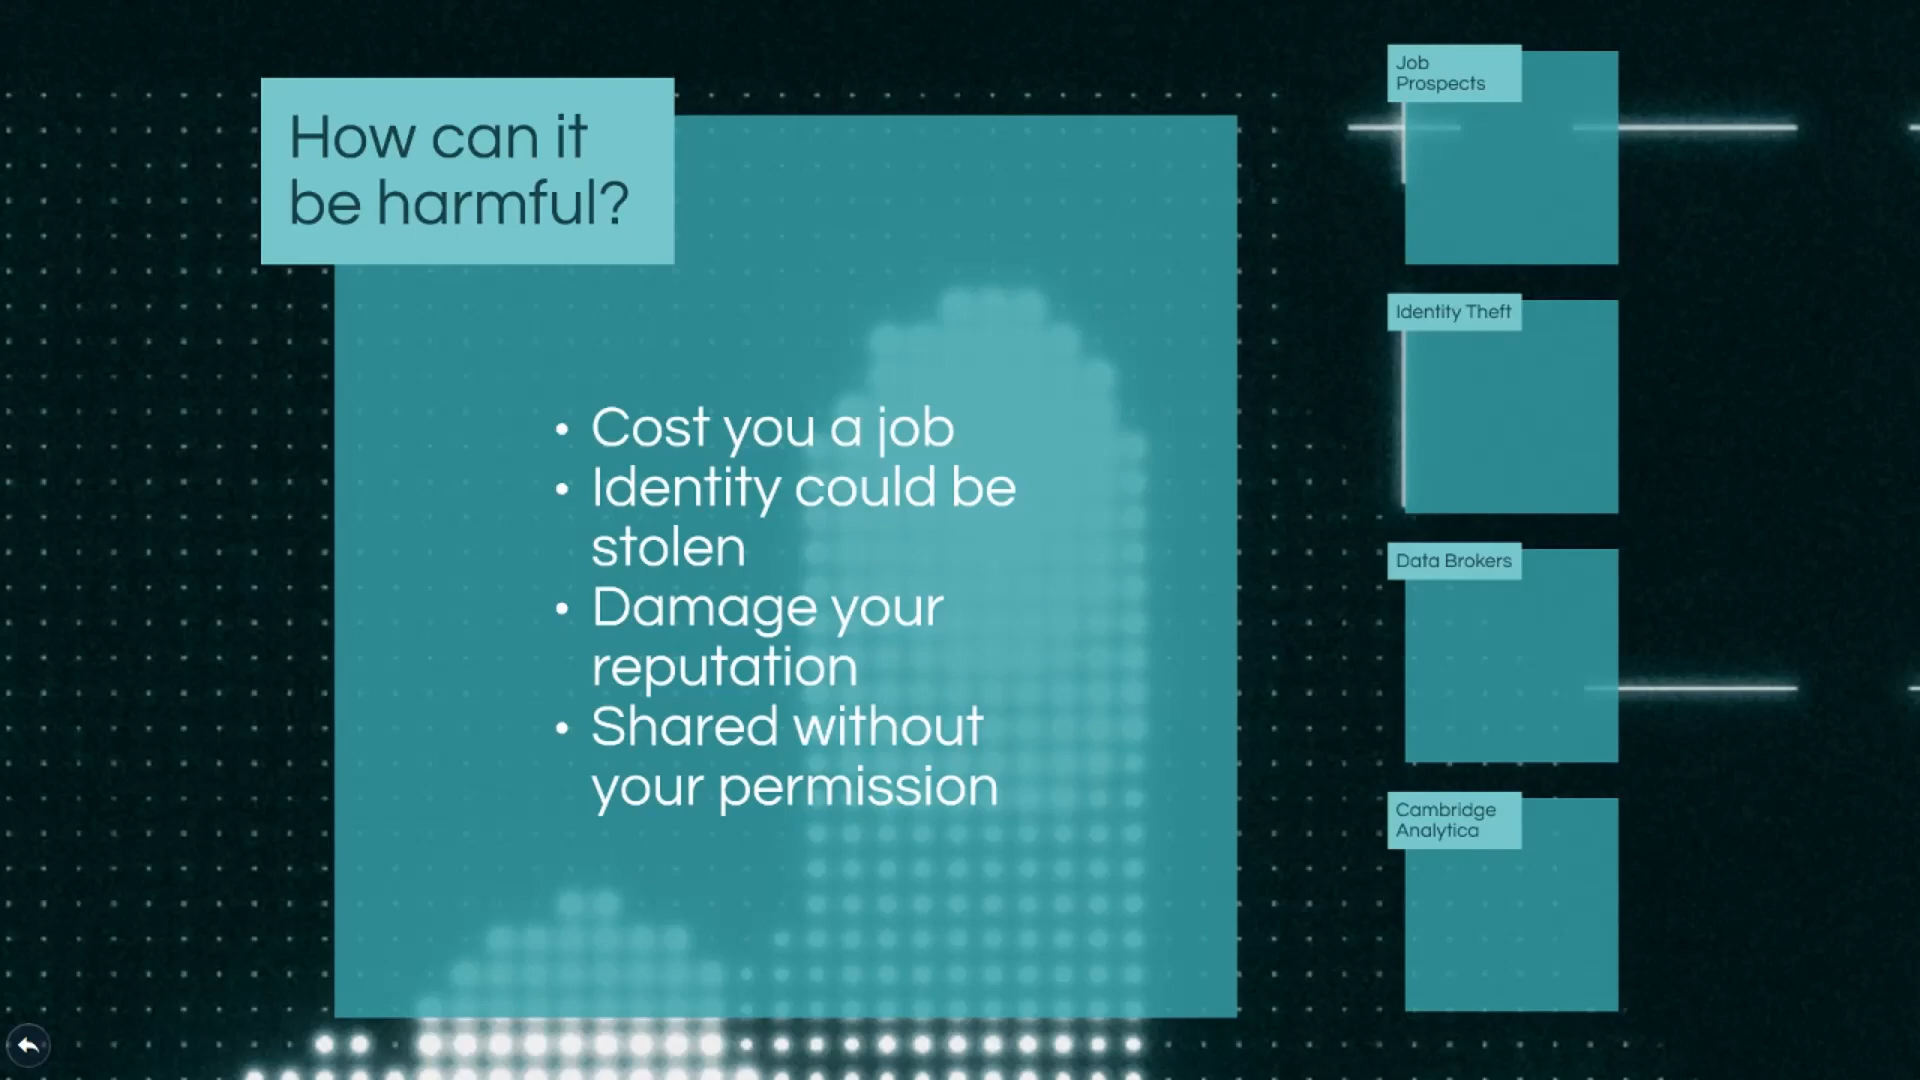 How can it
be harmful?
• Cost you a job
• Identity could be
stolen
• Damage your
reputation
• Shared without
your permission
Job
Prospects
Identity Theft
Data Brokers
Cambridge
Analytica